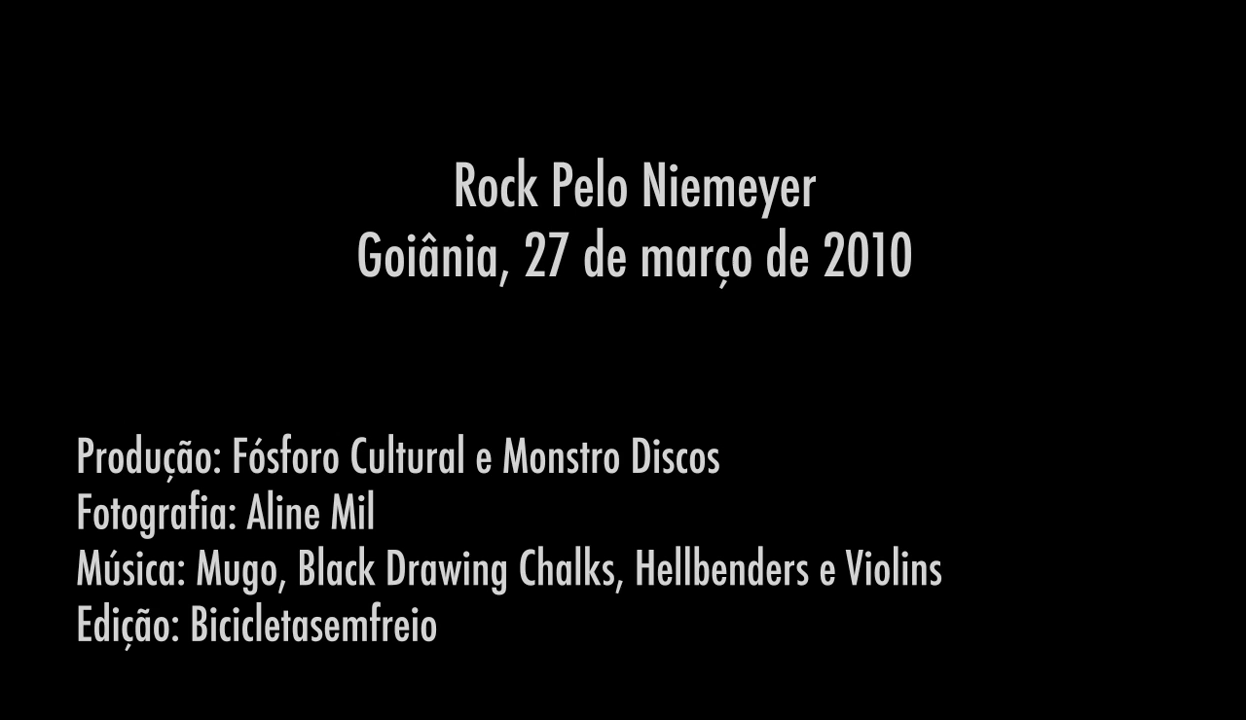 Rock Pelo Niemeyer
Goiânia, 27 de março de 2010
Produção: Fósforo Cultural e Monstro Discos
Fotografia: Aline Mil
Música: Mugo, Black Drawing Chalks, Hellbenders e Violins
Edição: Bicicletasemfreio